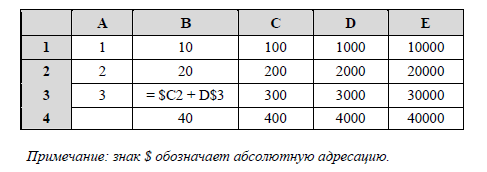 A B C D E
1 1 10 100 1000 10000
2 2 20 200 2000 20000
3 3 = $C2 + D$3 300 3000 30000
4 40 400 4000 40000
Примечание: знак $ обозначает абсолютную адресацию.